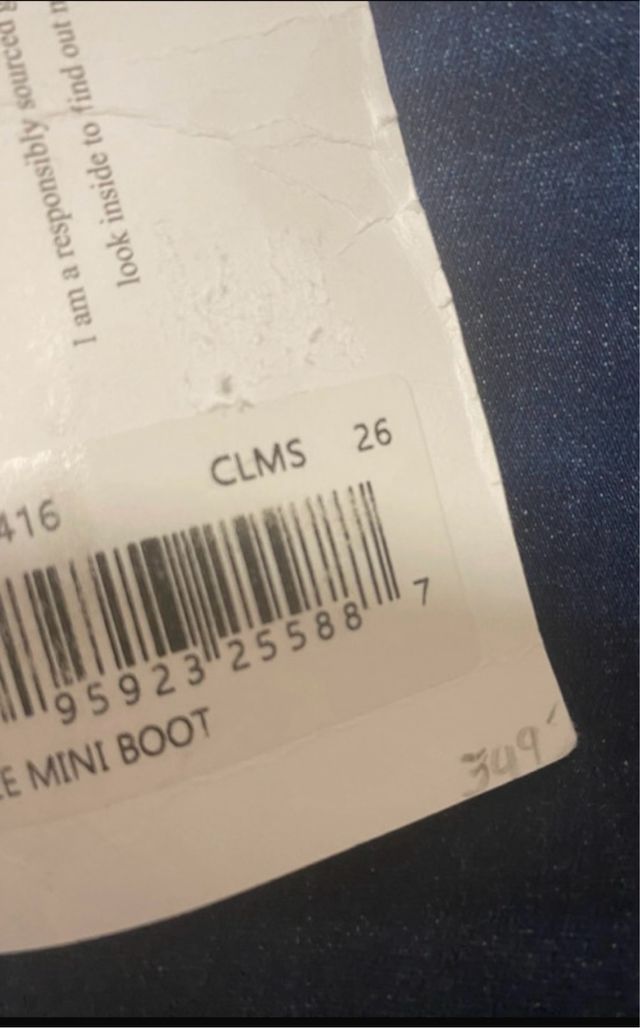 I am a responsibly sourced
look inside to find out
416
CLMS 26
95923 25588 7
MINI BOOT
349